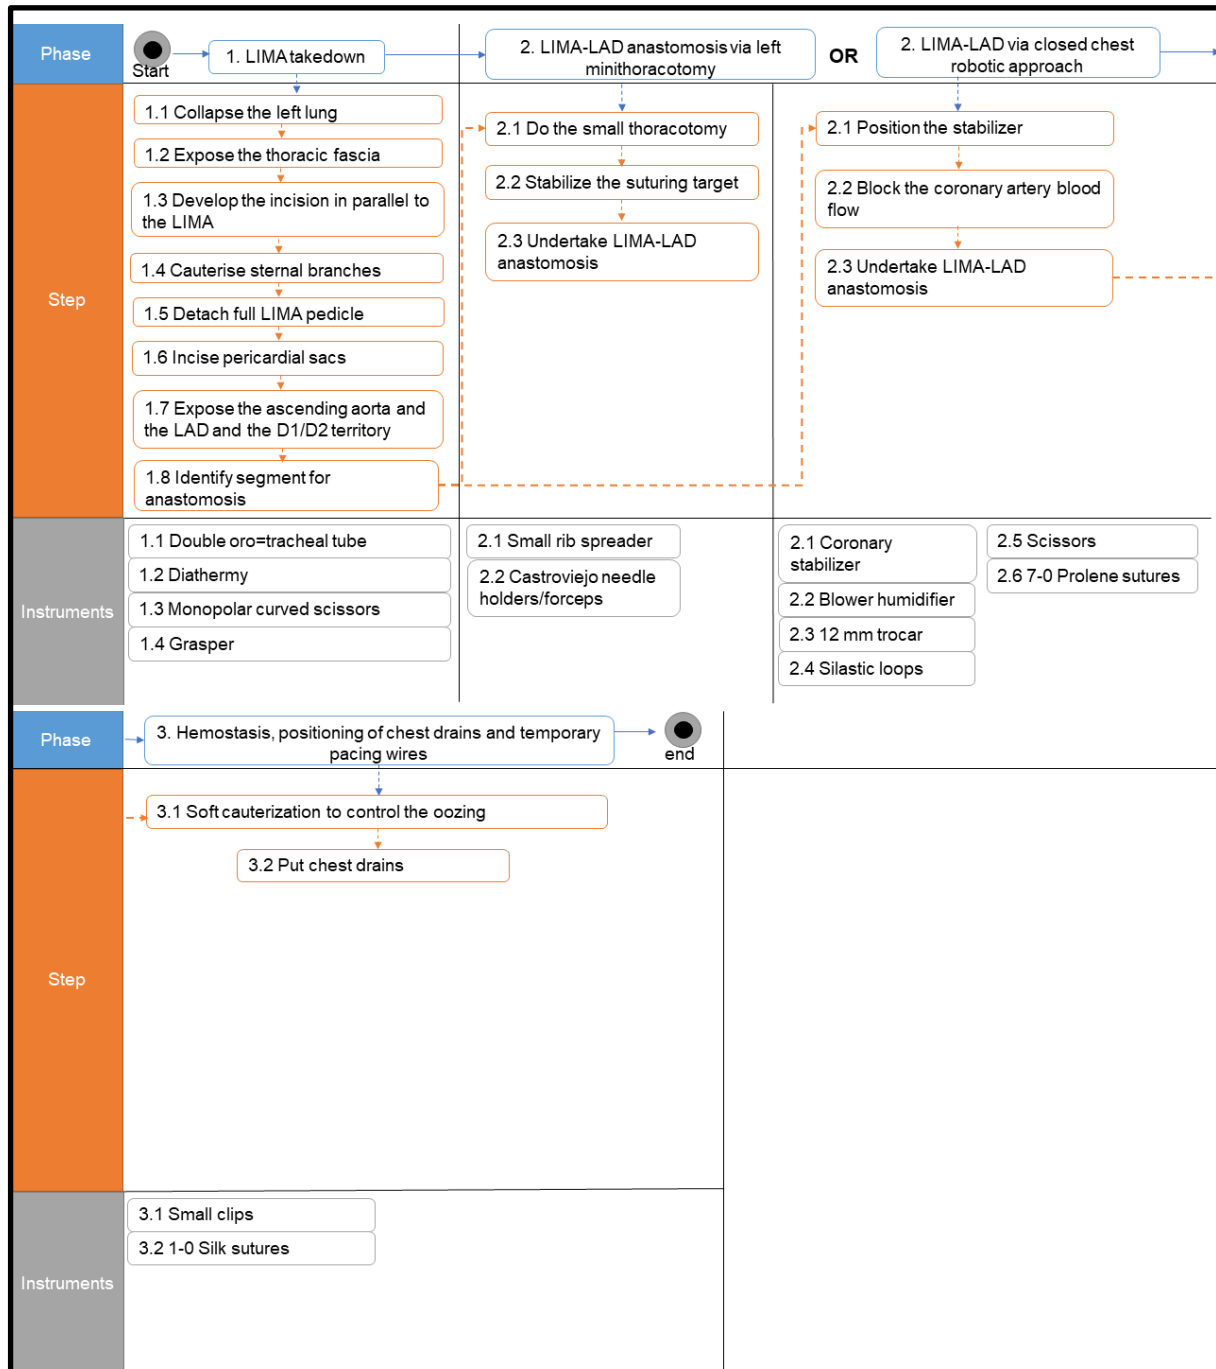 Phase
Start
1. LIMA takedown
2. LIMA-LAD anastomosis via left
minithoracotomy
OR
2. LIMA-LAD via closed chest
robotic approach
Step
1.1 Collapse the left lung
1.2 Expose the thoracic fascia
1.3 Develop the incision in parallel to
the LIMA
1.4 Cauterise sternal branches
1.5 Detach full LIMA pedicle
1.6 Incise pericardial sacs
1.7 Expose the ascending aorta and
the LAD and the D1/D2 territory
1.8 Identify segment for
anastomosis
2.1 Do the small thoracotomy
2.2 Stabilize the suturing target
2.3 Undertake LIMA-LAD
anastomosis
2.1 Position the stabilizer
2.2 Block the coronary artery blood
flow
2.3 Undertake LIMA-LAD
anastomosis
Instruments
1.1 Double oro=tracheal tube
1.2 Diathermy
1.3 Monopolar curved scissors
1.4 Grasper
2.1 Small rib spreader
2.2 Castroviejo needle
holders/forceps
2.1 Coronary
stabilizer
2.2 Blower humidifier
2.3 12 mm trocar
2.4 Silastic loops
2.5 Scissors
2.6 7-0 Prolene sutures
Phase
3. Hemostasis, positioning of chest drains and temporary
pacing wires
end
Step
3.1 Soft cauterization to control the oozing
3.2 Put chest drains
Instruments
3.1 Small clips
3.2 1-0 Silk sutures